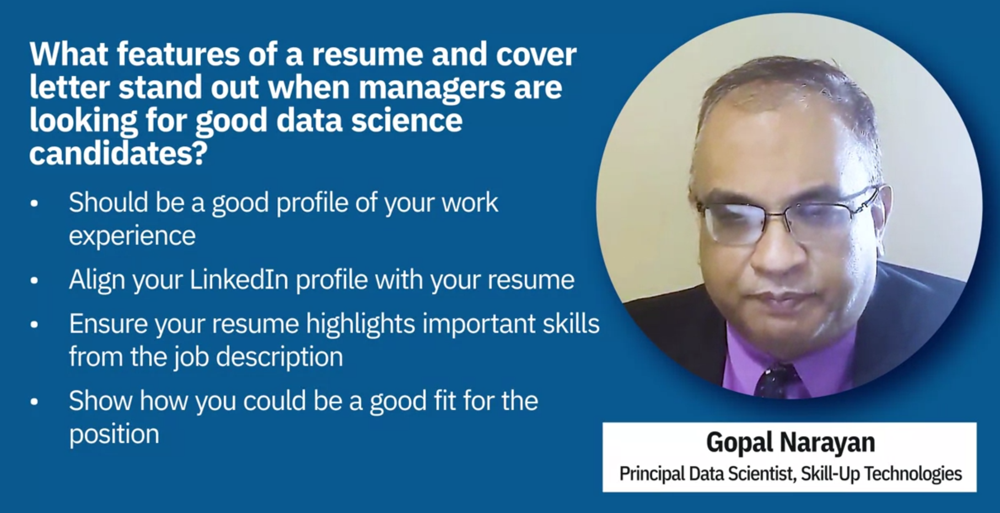 What features of a resume and cover
letter stand out when managers are
looking for good data science
candidates?
• Should be a good profile of your work
experience
• Align your LinkedIn profile with your resume
• Ensure your resume highlights important skills
from the job description
• Show how you could be a good fit for the
position
Gopal Narayan
Principal Data Scientist, Skill-Up Technologies